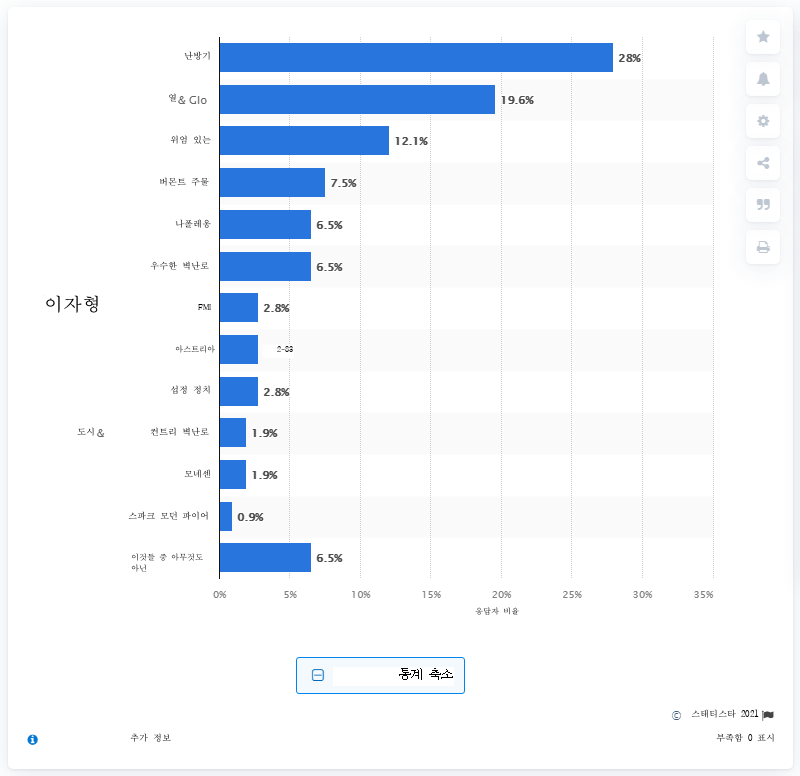 난방기
28%
열& Glo
19.6%
위엄 있는
12.1%
버몬트 주물
7.5%
나폴레옹
6.5%
우수한 벽난로
6.5%
이자형
FMI
2.8%
아스트리아
섭정 정치
2.8%
도시& 컨트리 벽난로
1.9%
모네센
1.9%
스파크 모던 파이어
0.9%
이것들 중 아무것도
아닌
6.5%
0% 5% 10% 15% 20% 25% 30% 35%
응답자 비율
통계 축소
© 스태티스타 2021
추가 정보
부족함 0 표시